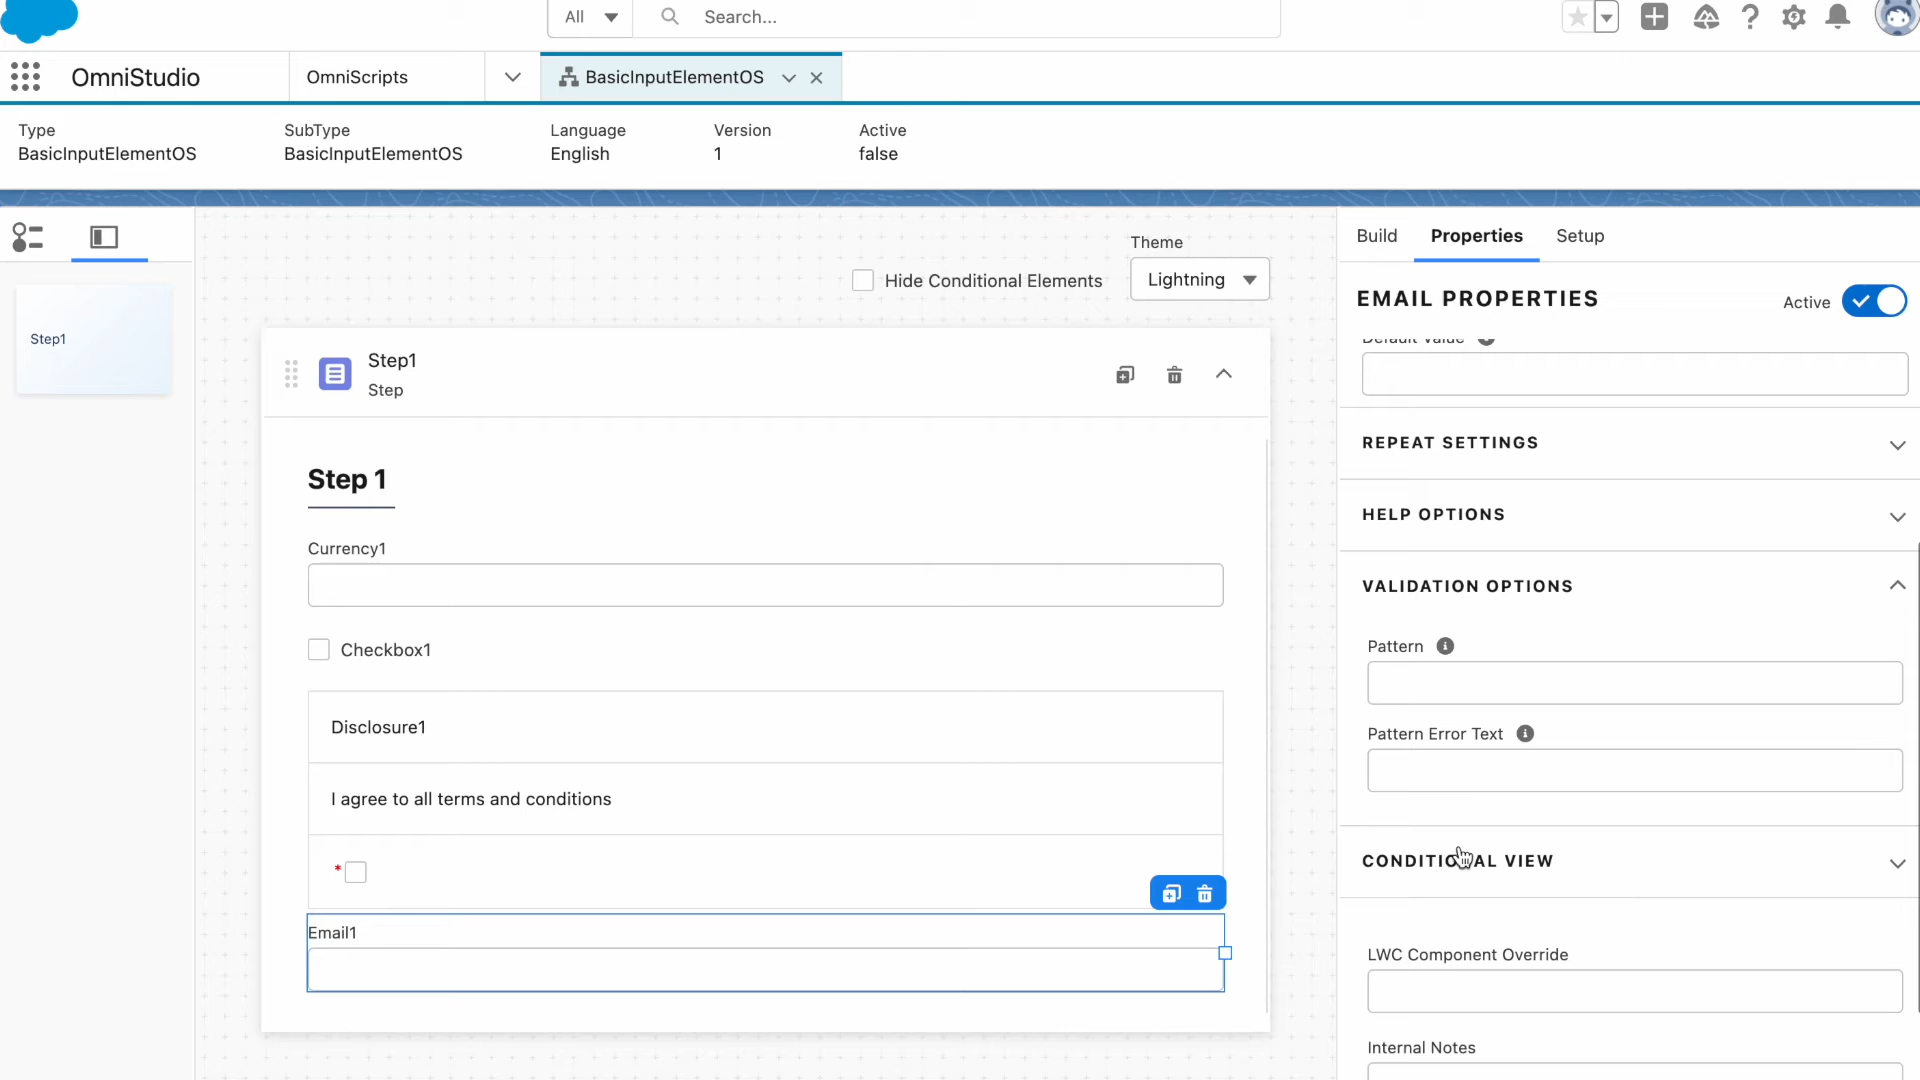 All
Search...
OmniStudio
OmniScripts
BasicInputElementOS
Type
SubType
Language
Version
Active
BasicInputElementOS
BasicInputElementOS
English
1
false
Step1
Theme
Hide Conditional Elements
Lightning
Step1
Step
Step 1
Currency1
Checkbox1
Disclosure1
I agree to all terms and conditions
*
Email1
Build
Properties
Setup
EMAIL PROPERTIES
Active
Default Value
REPEAT SETTINGS
HELP OPTIONS
VALIDATION OPTIONS
Pattern
Pattern Error Text
CONDITIONAL VIEW
LWC Component Override
Internal Notes